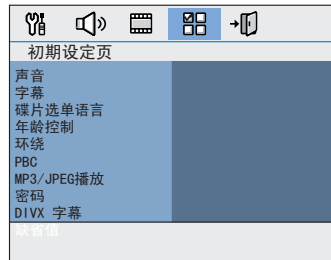 初期设定页
声音
字幕
碟片选单语言
年龄控制
环绕
PBC
MP3/JPEG播放
密码
DIVX 字幕
缺省值